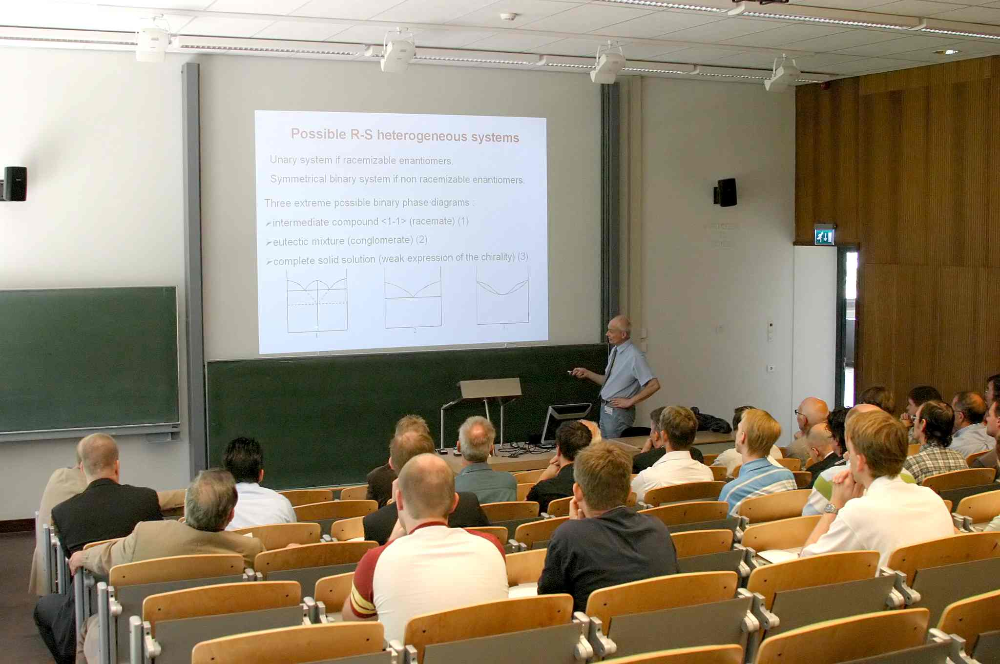 Possible R-S heterogeneous systems
Unary system if racemizable enantiomers.
Symmetrical binary system if non racemizable enantiomers.
Three extreme possible binary phase diagrams :
➢intermediate compound <1-1> (racemate) (1)
➢eutectic mixture (conglomerate) (2)
➢complete solid solution (weak expression of the chirality) (3)
1
2